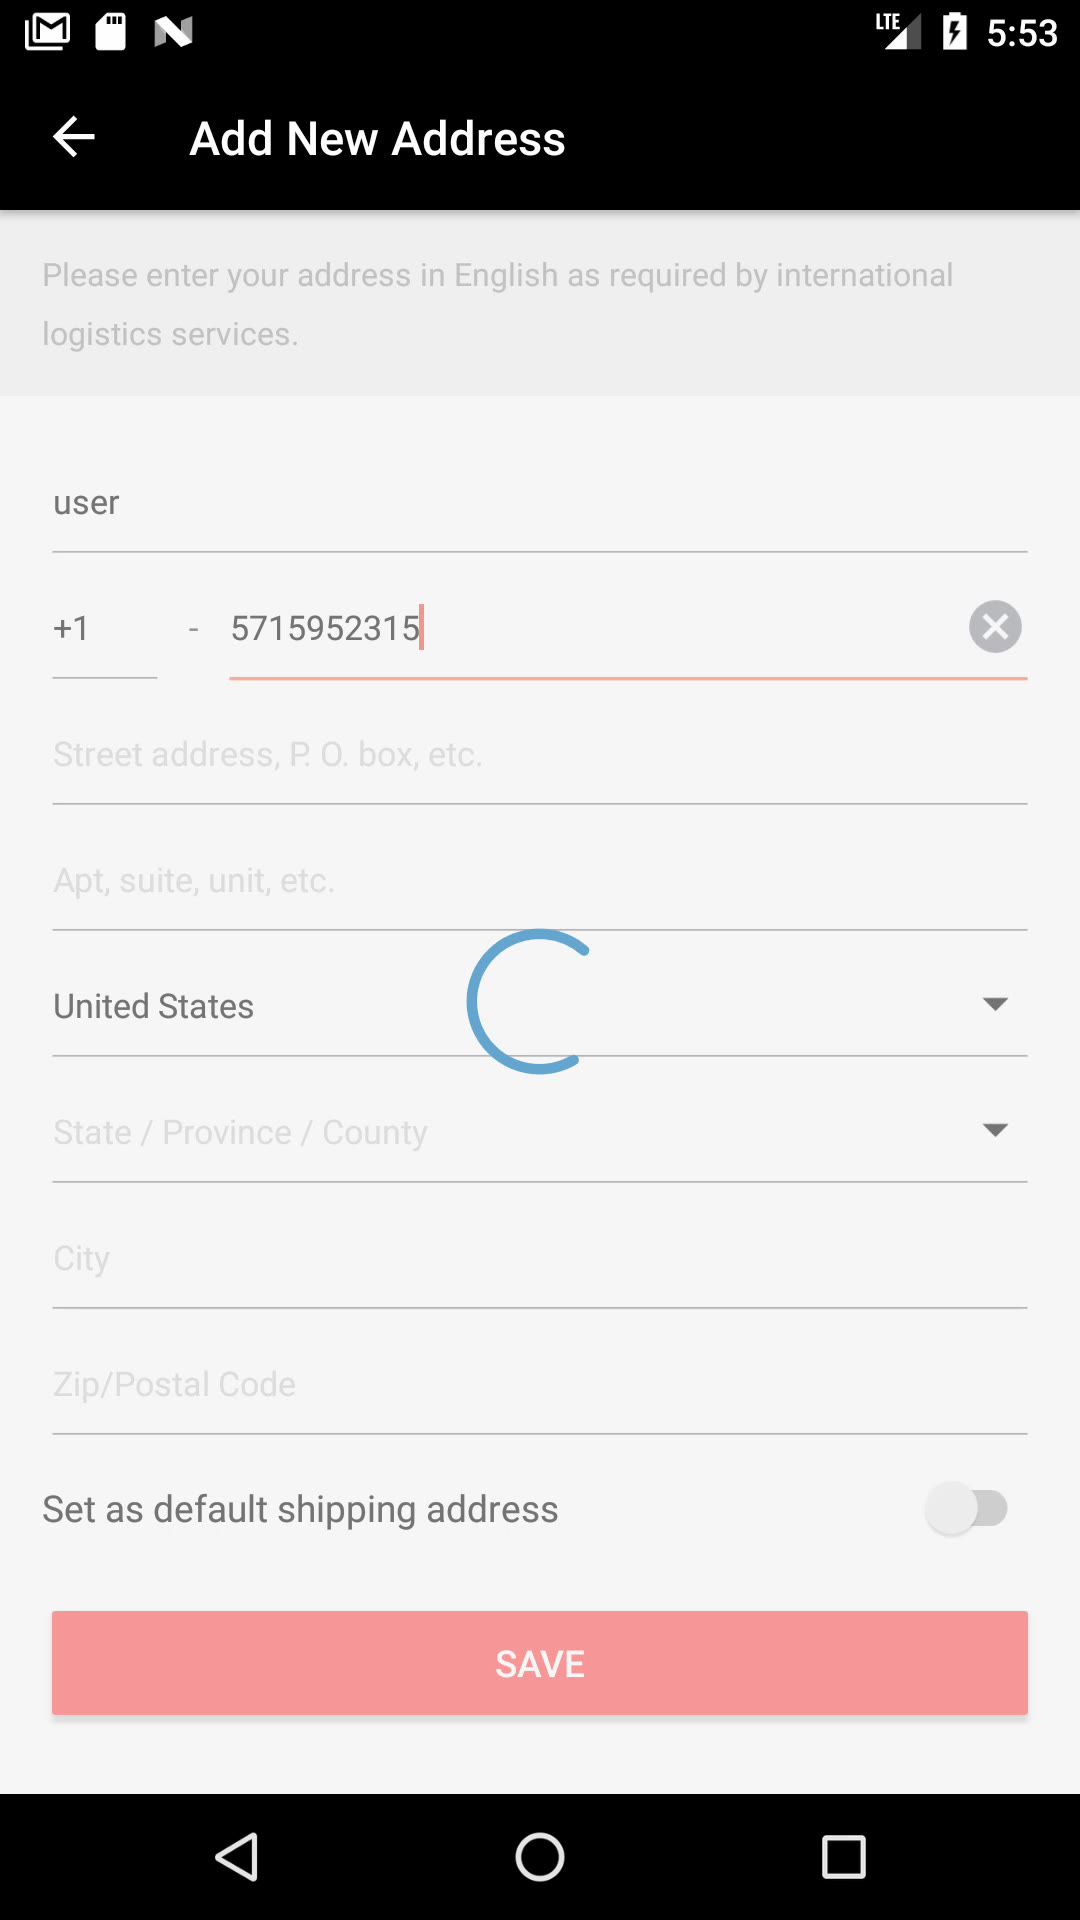 LTE 5:53
Add New Address
Please enter your address in English as required by international
logistics services.
user
+1 - 5715952315
Street address, P. O. box, etc.
Apt, suite, unit, etc.
United States
State / Province / County
City
Zip/Postal Code
Set as default shipping address
SAVE